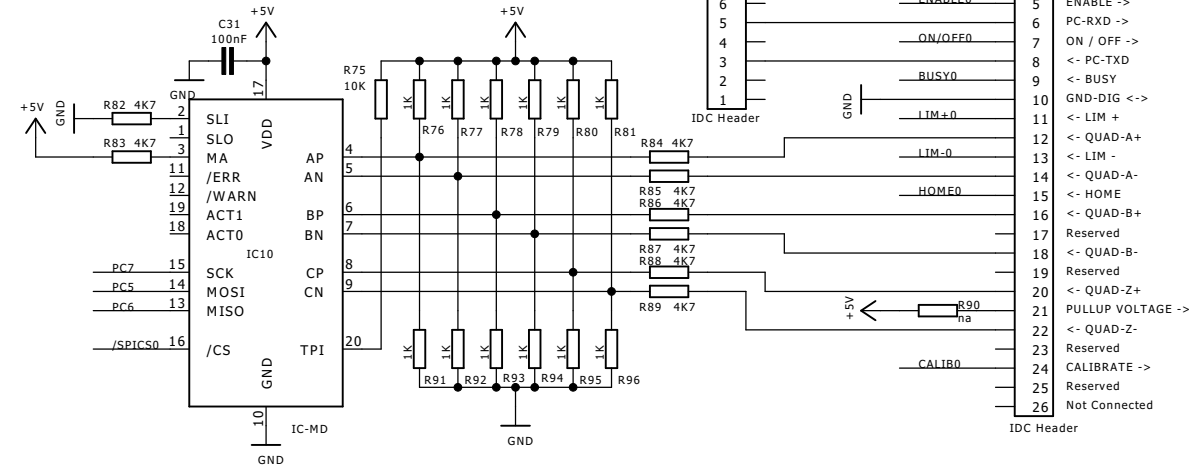 +5V
C31
100nF
GND
+5V
R82 4K7
GND
R83 4K7
17
VDD
2 SLI
1 SLO
3 MA
11 /ERR
12 /WARN
19 ACT1
18 ACT0
IC10
PC7 15 SCK
PC5 14 MOSI
PC6 13 MISO
/SPICS0 16 /CS
GND
10
IC-MD
GND
AP 4
AN 5
BP 6
BN 7
CP 8
CN 9
TPI 20
+5V
R75
10K
1K R76
1K R77
1K R78
1K R79
1K R80
1K R81
1K R91
1K R92
1K R93
1K R94
1K R95
1K R96
GND
R84 4K7
R85 4K7
R86 4K7
R87 4K7
R88 4K7
R89 4K7
6
5
4
3
2
1
IDC Header
ENABLE0 5 ENABLE ->
6 PC-RXD ->
ON/OFF0 7 ON / OFF ->
8 <- PC-TXD
BUSY0 9 <- BUSY
GND 10 GND-DIG <->
LIM+0 11 <- LIM +
12 <- QUAD-A+
LIM-0 13 <- LIM -
14 <- QUAD-A-
HOME0 15 <- HOME
16 <- QUAD-B+
17 Reserved
18 <- QUAD-B-
19 Reserved
20 <- QUAD-Z+
+5V R90 na 21 PULLUP VOLTAGE ->
22 <- QUAD-Z-
23 Reserved
CALIB0 24 CALIBRATE ->
25 Reserved
26 Not Connected
IDC Header